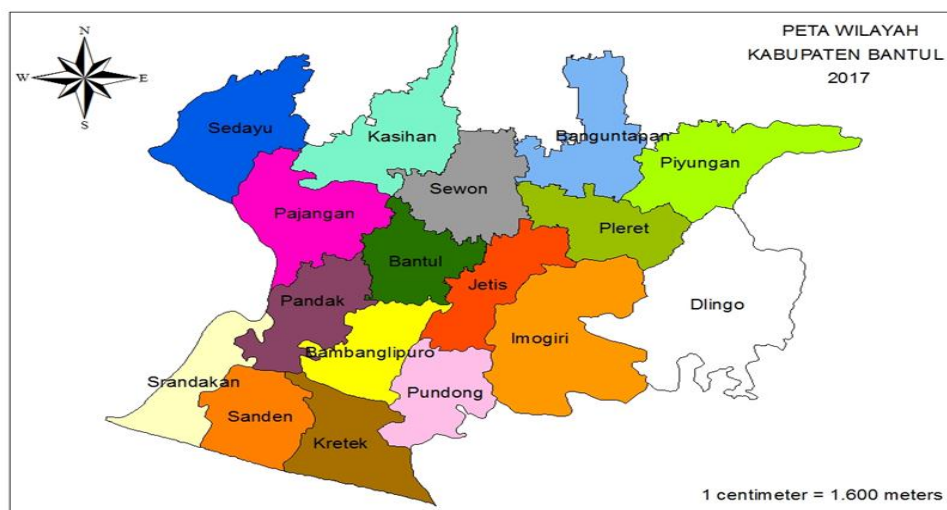 PETA WILAYAH
KABUPATEN BANTUL
2017
N
W
E
S
Sedayu
Kasihan
Banguntapan
Piyungan
Sewon
Pajangan
Pleret
Bantul
Jetis
Pandak
Dlingo
Imogiri
Bambanglipuro
Srandakan
Pundong
Sanden
Kretek
1 centimeter = 1.600 meters